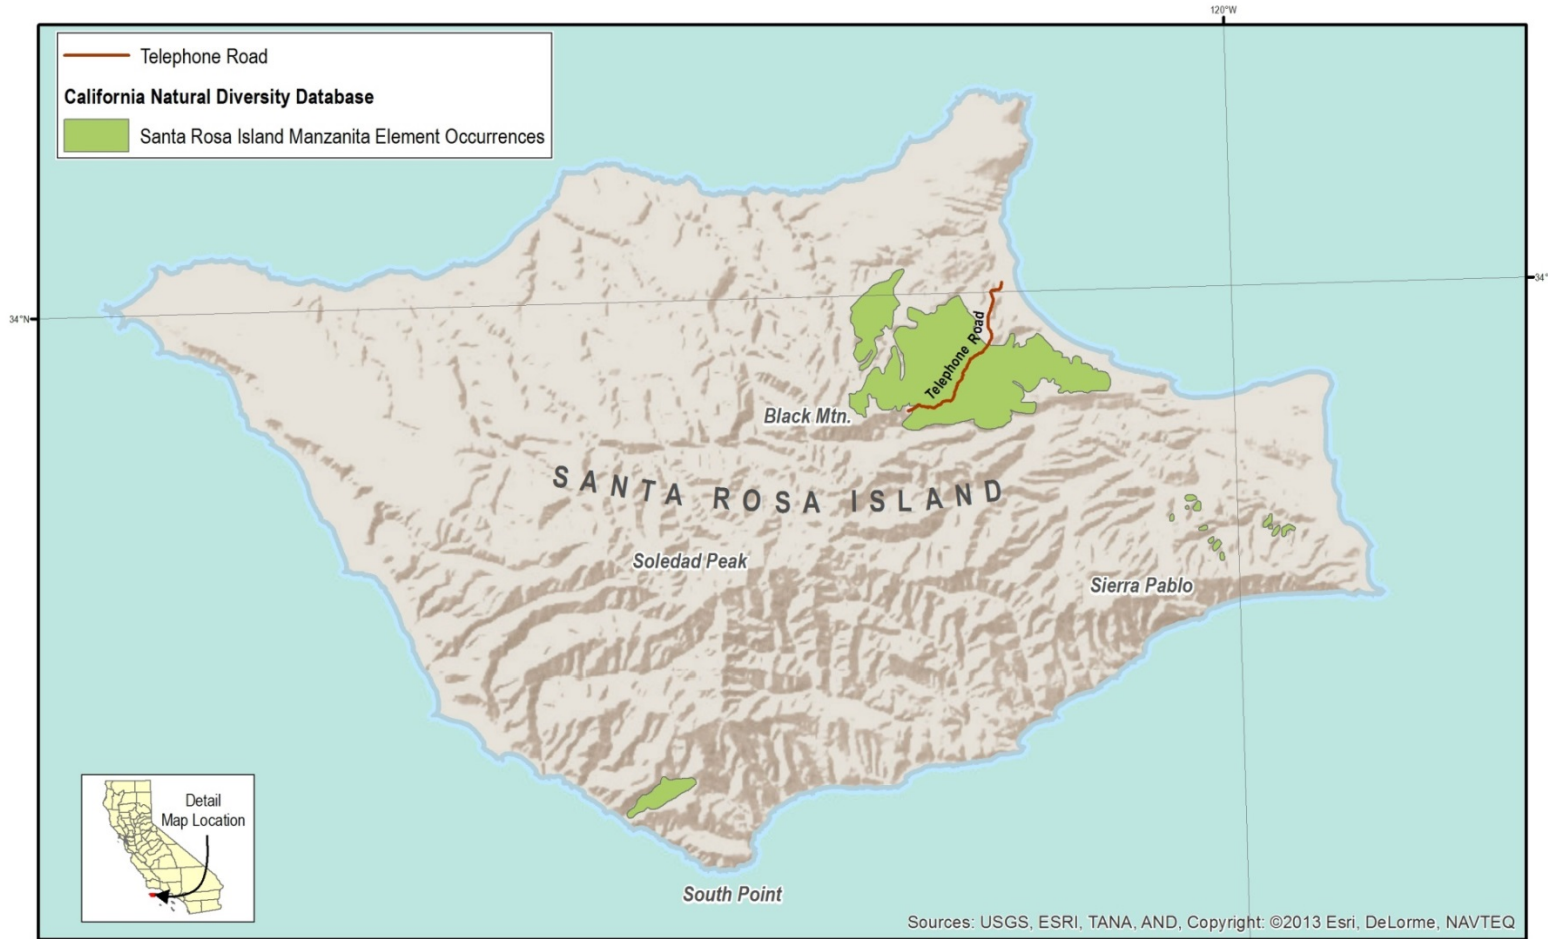 120°W
Telephone Road
California Natural Diversity Database
Santa Rosa Island Manzanita Element Occurrences
34°
34°N
Telephone Road
Black Mtn.
SANTA ROSA ISLAND
Soledad Peak
Sierra Pablo
Detail
Map Location
South Point
Sources: USGS, ESRI, TANA, AND, Copyright: ©2013 Esri, DeLorme, NAVTEQ